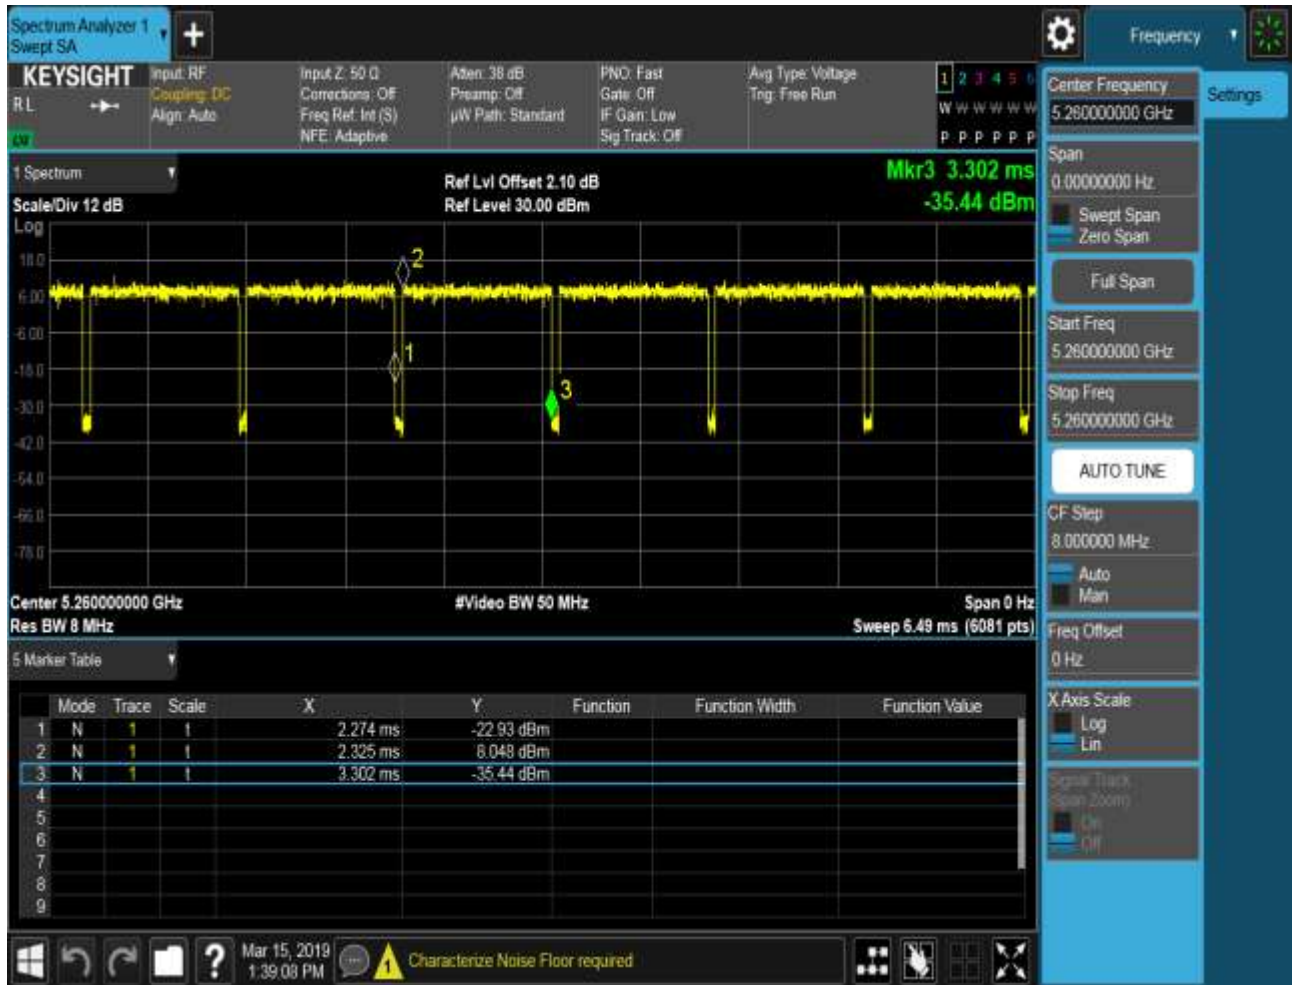 Spectrum Analyzer 1
Swept SA
+
Frequency
KEYSIGHT
RL
Input: RF
Coupling: DC
Align: Auto
Input Z: 50 Ω
Corrections: Off
Freq Ref: Int (S)
NFE: Adaptive
Atten: 38 dB
Preamp: Off
µW Path: Standard
PNO: Fast
Gate: Off
IF Gain: Low
Sig Track: Off
Avg Type: Voltage
Trig: Free Run
1 2 3 4 5 6
W W W W W W
P P P P P P
1 Spectrum
Scale/Div 12 dB
Ref Lvl Offset 2.10 dB
Ref Level 30.00 dBm
Mkr3 3.302 ms
-35.44 dBm
Log
18.0
6.00
-6.00
-18.0
-30.0
-42.0
-54.0
-66.0
-78.0
2
1
3
Center 5.260000000 GHz
#Video BW 50 MHz
Span 0 Hz
Res BW 8 MHz
Sweep 6.49 ms (6081 pts)
5 Marker Table
Mode Trace Scale X Y Function Function Width Function Value
1 N 1 t 2.274 ms -22.93 dBm
2 N 1 t 2.325 ms 8.048 dBm
3 N 1 t 3.302 ms -35.44 dBm
4
5
6
7
8
9
Center Frequency
5.260000000 GHz
Settings
Span
0.00000000 Hz
Swept Span
Zero Span
Full Span
Start Freq
5.260000000 GHz
Stop Freq
5.260000000 GHz
AUTO TUNE
CF Step
8.000000 MHz
Auto
Man
Freq Offset
0 Hz
X Axis Scale
Log
Lin
Signal Track
(Span Zoom)
On
Off
?
Mar 15, 2019
1:39:08 PM
1
Characterize Noise Floor required